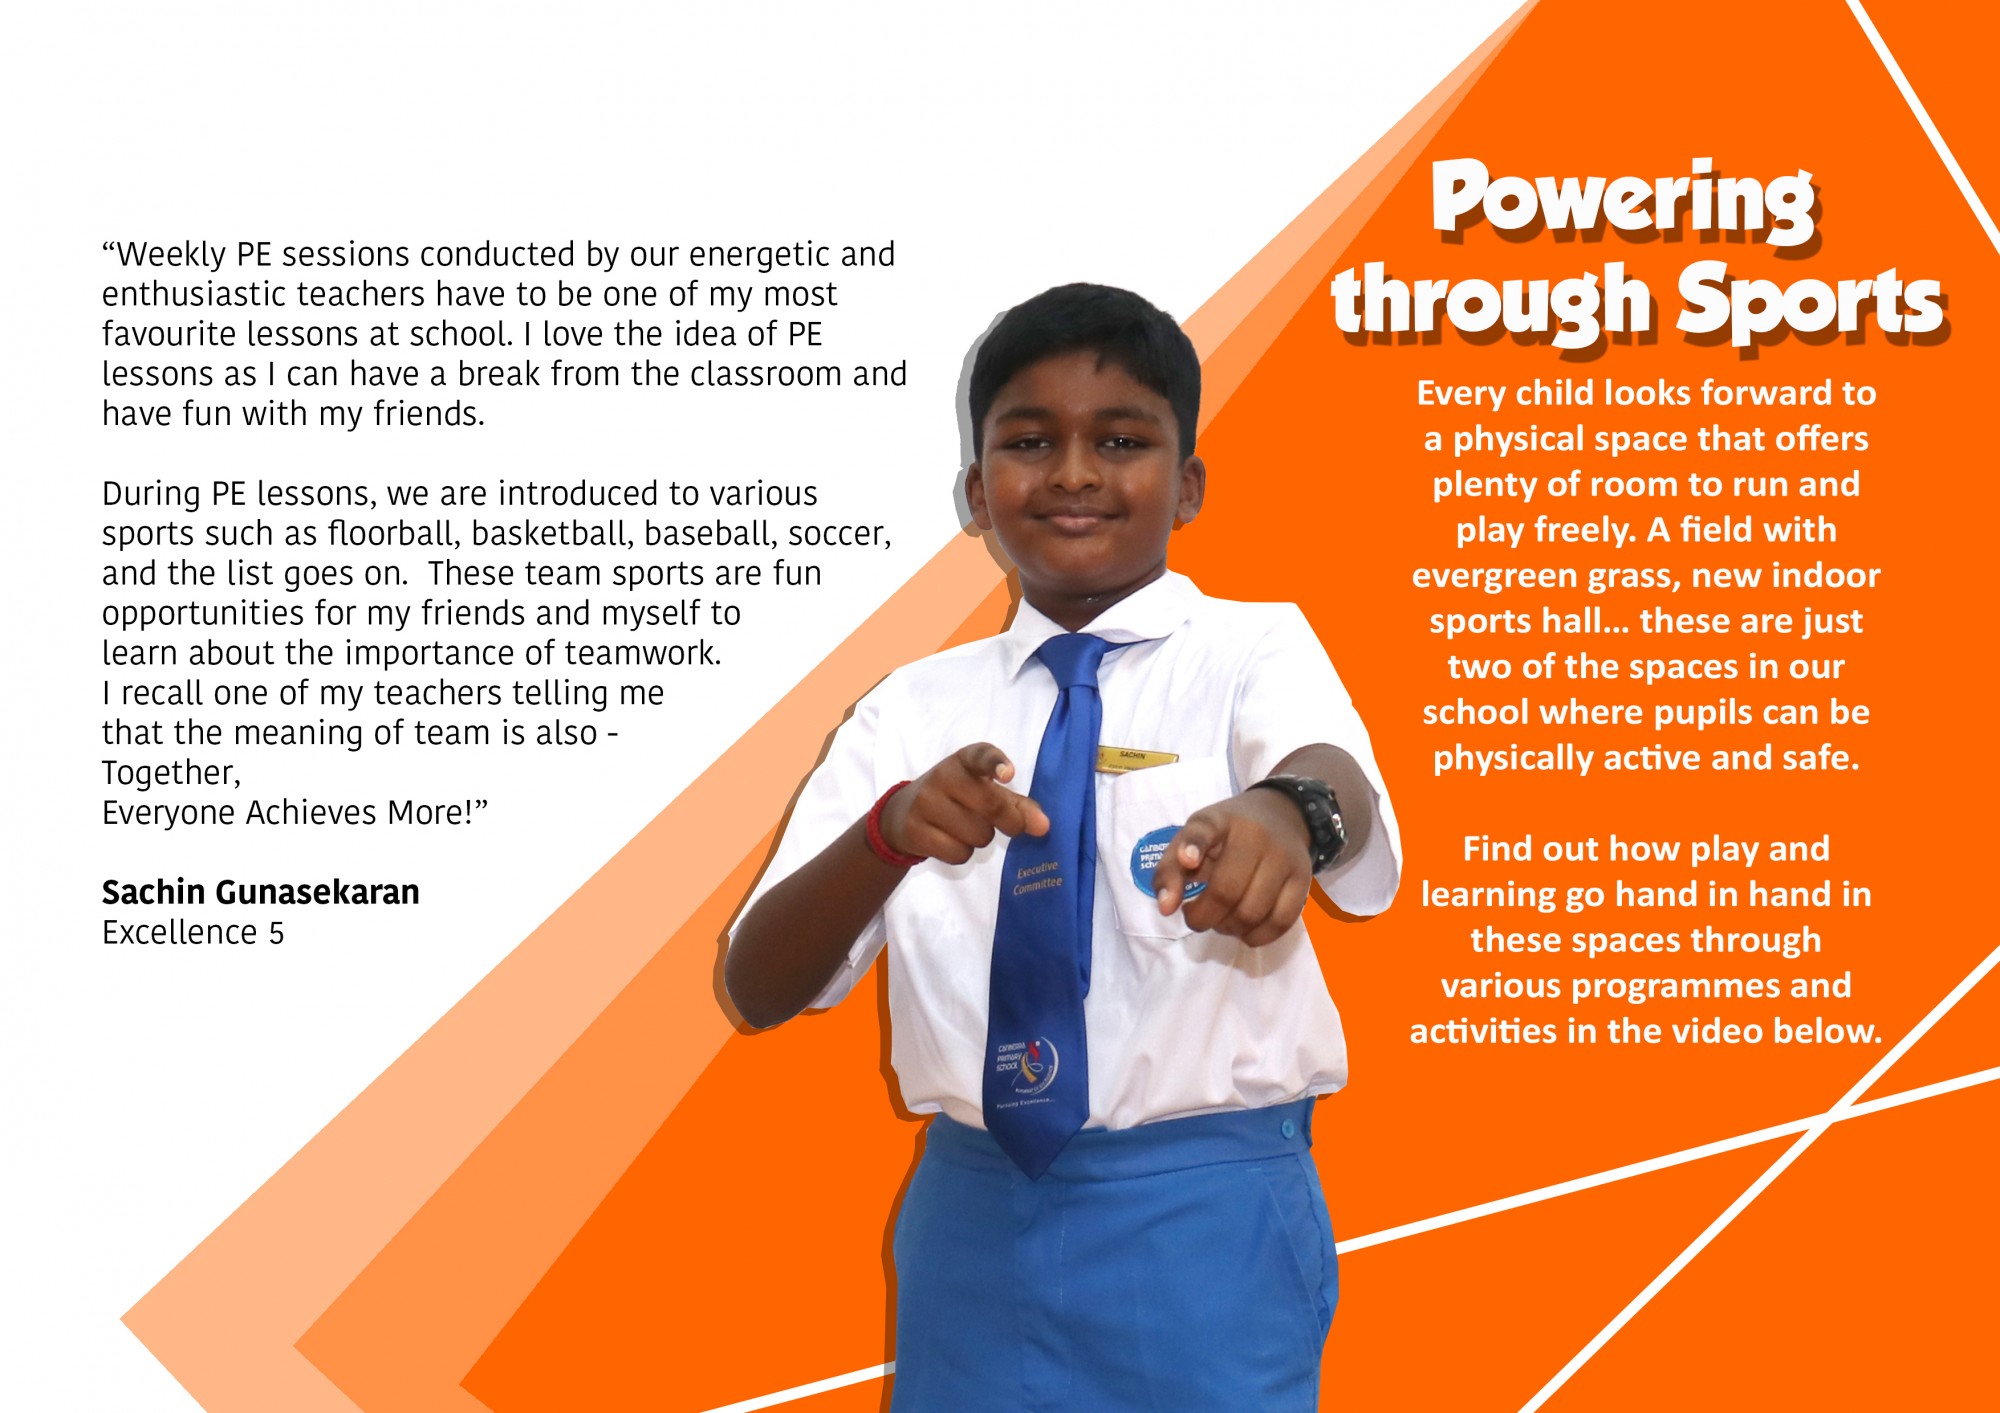 “Weekly PE sessions conducted by our energetic and
enthusiastic teachers have to be one of my most
favourite lessons at school. I love the idea of PE
lessons as I can have a break from the classroom and
have fun with my friends.
During PE lessons, we are introduced to various
sports such as floorball, basketball, baseball, soccer,
and the list goes on.  These team sports are fun
opportunities for my friends and myself to
learn about the importance of teamwork.
I recall one of my teachers telling me
that the meaning of team is also -
Together,
Everyone Achieves More!”
Sachin Gunasekaran
Excellence 5
SACHIN
Executive
Committee
CANBERRA
PRIMARY
SCHOOL
Pursuing Excellence...
Powering
through Sports
Every child looks forward to
a physical space that offers
plenty of room to run and
play freely. A field with
evergreen grass, new indoor
sports hall... these are just
two of the spaces in our
school where pupils can be
physically active and safe.
Find out how play and
learning go hand in hand in
these spaces through
various programmes and
activities in the video below.